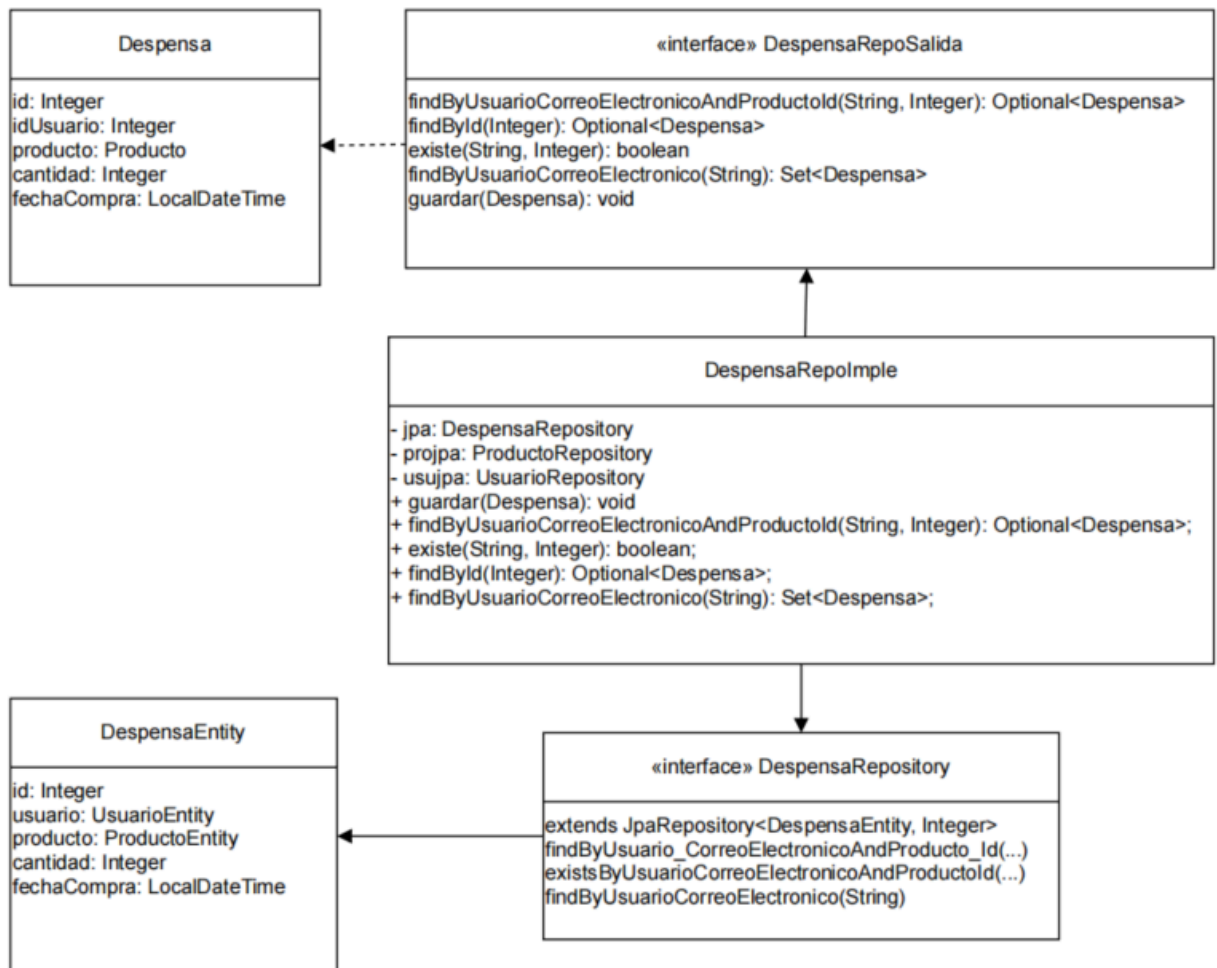 Despensa
id: Integer
idUsuario: Integer
producto: Producto
cantidad: Integer
fechaCompra: LocalDateTime
«interface» DespensaRepoSalida
findByUsuarioCorreoElectronicoAndProductoId(String, Integer): Optional<Despensa>
findById(Integer): Optional<Despensa>
existe(String, Integer): boolean
findByUsuarioCorreoElectronico(String): Set<Despensa>
guardar(Despensa): void
DespensaRepoImple
- jpa: DespensaRepository
- projpa: ProductoRepository
- usujpa: UsuarioRepository
+ guardar(Despensa): void
+ findByUsuarioCorreoElectronicoAndProductoId(String, Integer): Optional<Despensa>;
+ existe(String, Integer): boolean;
+ findById(Integer): Optional<Despensa>;
+ findByUsuarioCorreoElectronico(String): Set<Despensa>;
DespensaEntity
id: Integer
usuario: UsuarioEntity
producto: ProductoEntity
cantidad: Integer
fechaCompra: LocalDateTime
«interface» DespensaRepository
extends JpaRepository<DespensaEntity, Integer>
findByUsuario_CorreoElectronicoAndProducto_Id(...)
existsByUsuarioCorreoElectronicoAndProductoId(...)
findByUsuarioCorreoElectronico(String)